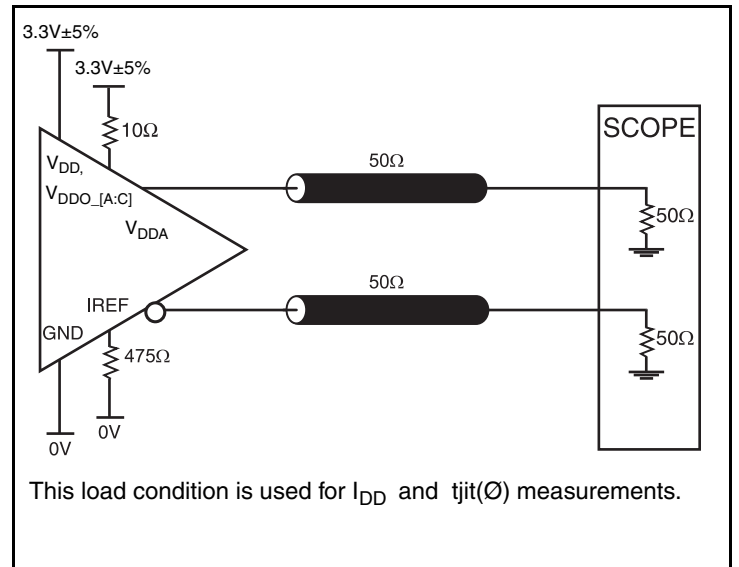 3.3V±5%
3.3V±5%
10Ω
SCOPE
50Ω
V_DD,
V_DDO_[A:C]
50Ω
V_DDA
50Ω
IREF
GND
50Ω
475Ω
0V
0V
This load condition is used for I_DD and tjit(Ø) measurements.